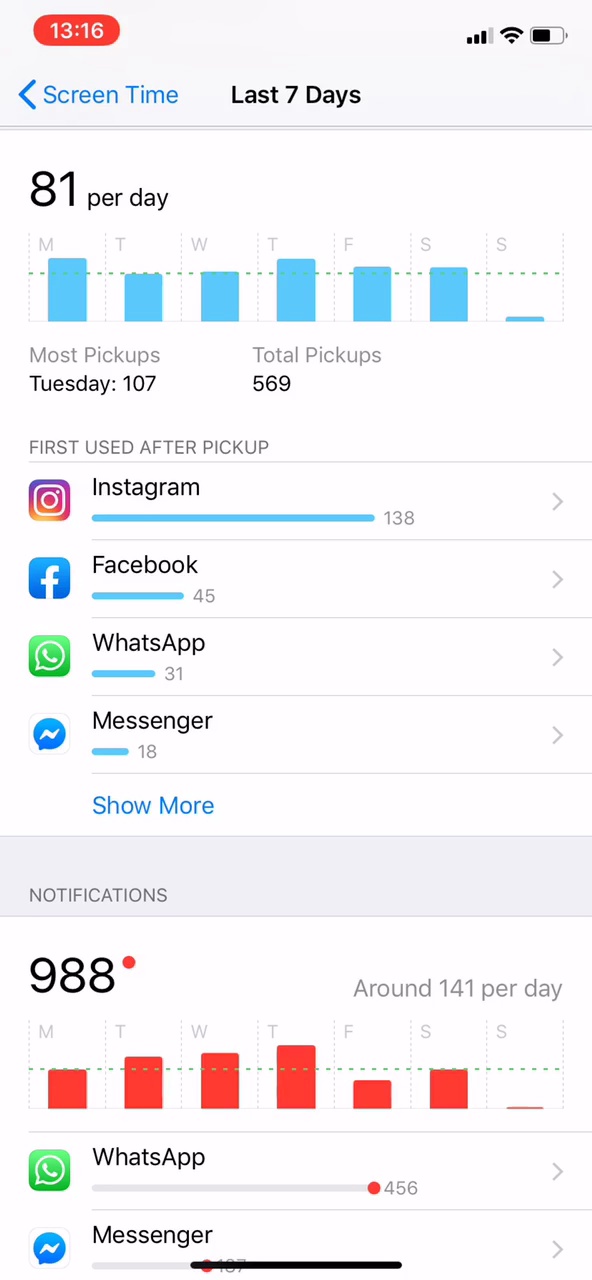 13:16
Screen Time
Last 7 Days
81 per day
M T W T F S S
Most Pickups Total Pickups
Tuesday: 107 569
FIRST USED AFTER PICKUP
Instagram
138
Facebook
45
WhatsApp
31
Messenger
18
Show More
NOTIFICATIONS
988
Around 141 per day
M T W T F S S
WhatsApp
456
Messenger